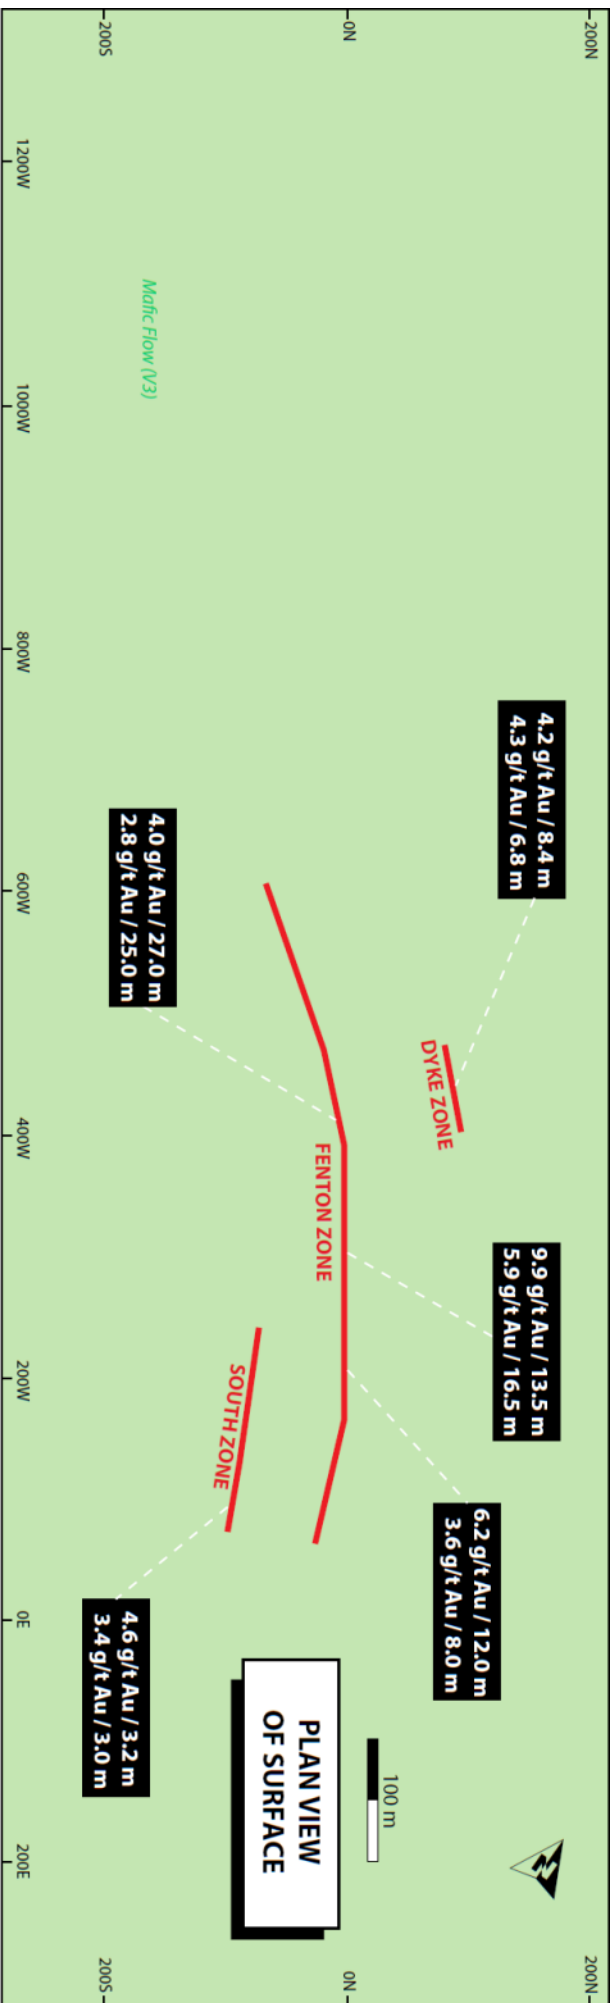 200N
0N
200S
200N
0N
200S
4.2 g/t Au / 8.4 m
4.3 g/t Au / 6.8 m
9.9 g/t Au / 13.5 m
5.9 g/t Au / 16.5 m
6.2 g/t Au / 12.0 m
3.6 g/t Au / 8.0 m
N
DYKE ZONE
100 m
FENTON ZONE
PLAN VIEW
OF SURFACE
SOUTH ZONE
Mafic Flow (V3)
4.0 g/t Au / 27.0 m
2.8 g/t Au / 25.0 m
4.6 g/t Au / 3.2 m
3.4 g/t Au / 3.0 m
1200W
1000W
800W
600W
400W
200W
0E
200E